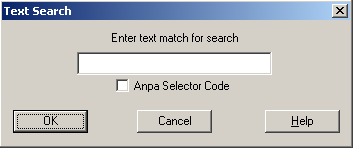 Text Search
Enter text match for search
Anpa Selector Code
OK
Cancel
Help